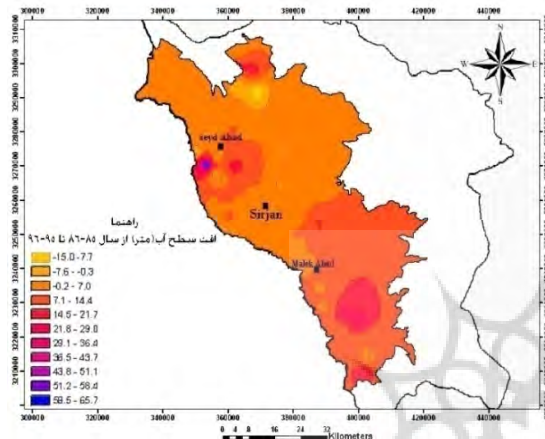 300000 320000 340000 360000 380000 400000 420000 440000
N
W E
S
Sirjan
راهنما
افت سطح آب(متر) از سال ۸۵-۸۶ تا ۹۵-۹۶
-15.0 - -7.7
-7.6 - -0.3
-0.2 - 7.0
7.1 - 14.4
14.5 - 21.7
21.8 - 29.0
29.1 - 36.4
36.5 - 43.7
43.8 - 51.1
51.2 - 58.4
58.5 - 65.7
300000 320000 340000 360000 380000 400000 420000 440000
0 4 8 16 24 32
Kilometers